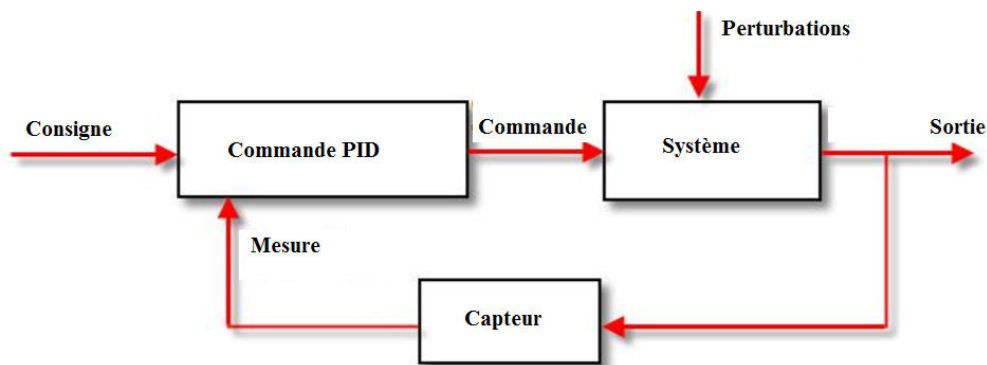 Perturbations
Consigne
Commande PID
Commande
Système
Sortie
Mesure
Capteur